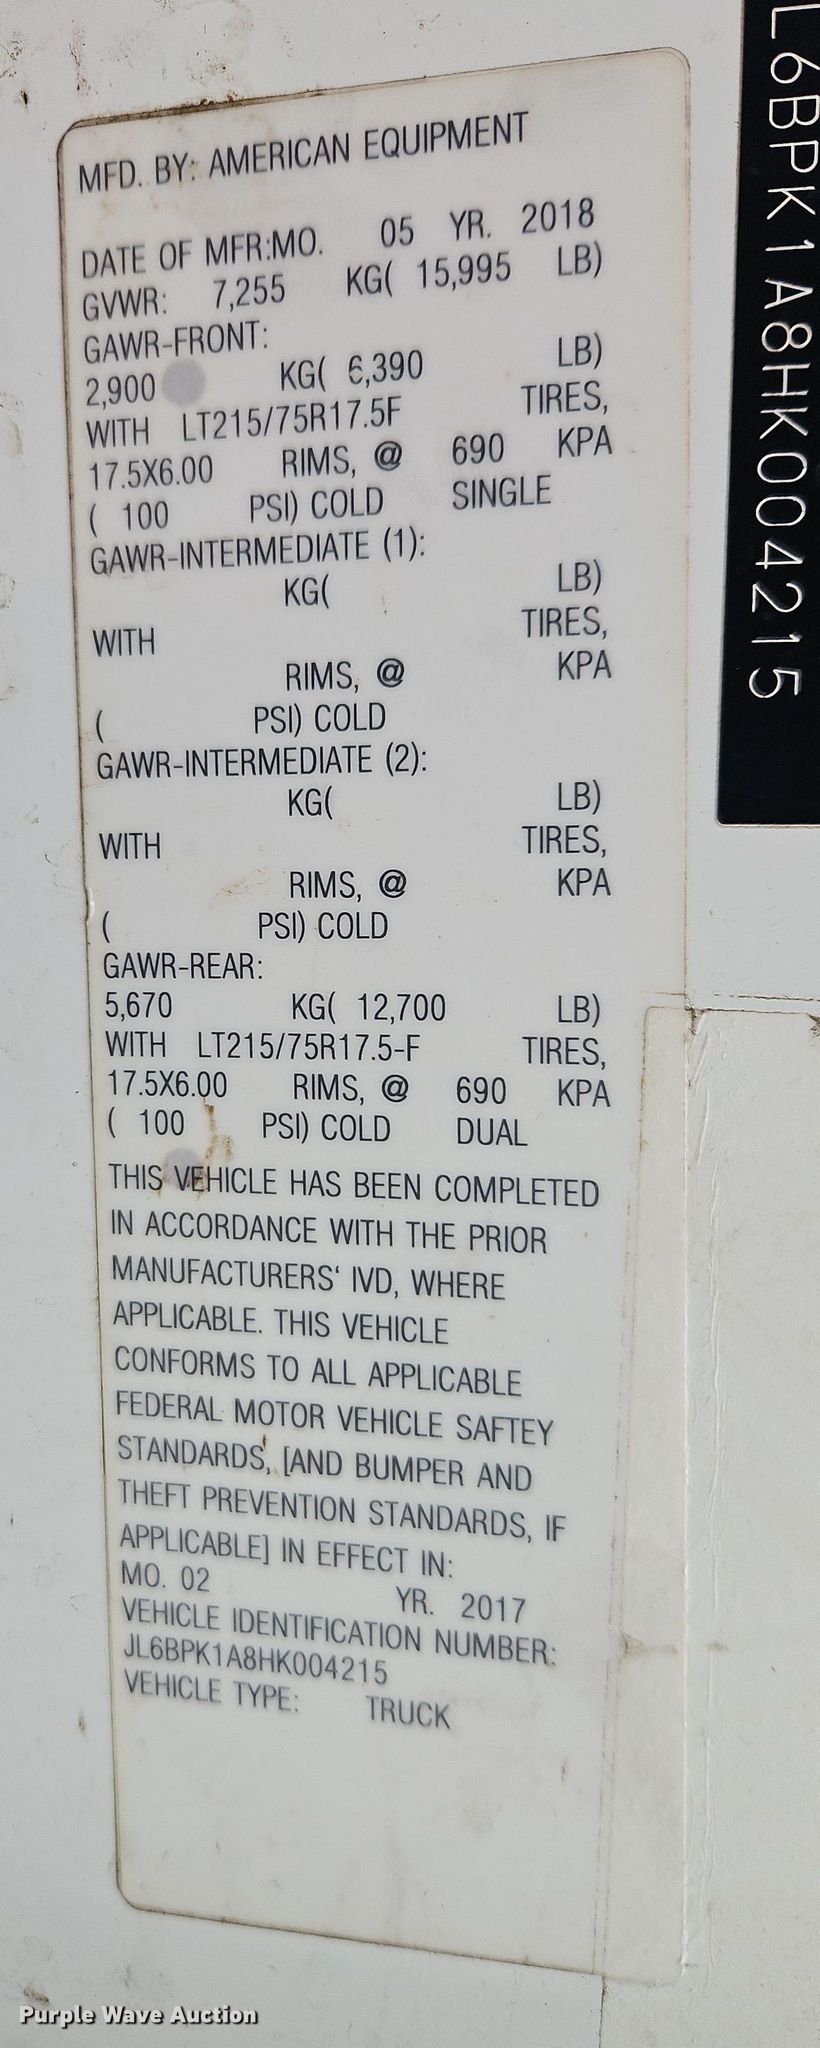 MFD. BY: AMERICAN EQUIPMENT
DATE OF MFR:MO. 05 YR. 2018
GVWR: 7,255 KG( 15,995 LB)
GAWR-FRONT:
2,900 KG( 6,390 LB)
WITH LT215/75R17.5F TIRES,
17.5X6.00 RIMS, @ 690 KPA
( 100 PSI) COLD SINGLE
GAWR-INTERMEDIATE (1):
KG( LB)
WITH TIRES,
RIMS, @ KPA
( PSI) COLD
GAWR-INTERMEDIATE (2):
KG( LB)
WITH TIRES,
RIMS, @ KPA
( PSI) COLD
GAWR-REAR:
5,670 KG( 12,700 LB)
WITH LT215/75R17.5-F TIRES,
17.5X6.00 RIMS, @ 690 KPA
( 100 PSI) COLD DUAL
THIS VEHICLE HAS BEEN COMPLETED
IN ACCORDANCE WITH THE PRIOR
MANUFACTURERS‘ IVD, WHERE
APPLICABLE. THIS VEHICLE
CONFORMS TO ALL APPLICABLE
FEDERAL MOTOR VEHICLE SAFTEY
STANDARDS, [AND BUMPER AND
THEFT PREVENTION STANDARDS, IF
APPLICABLE] IN EFFECT IN:
MO. 02 YR. 2017
VEHICLE IDENTIFICATION NUMBER:
JL6BPK1A8HK004215
VEHICLE TYPE: TRUCK
L6BPK1A8HK004215
Purple Wave Auction